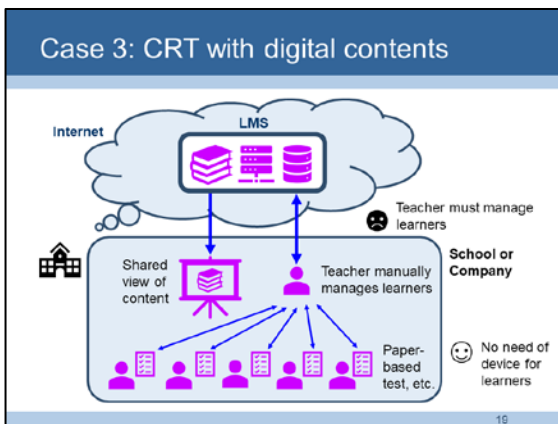 Case 3: CRT with digital contents
Internet
LMS
Teacher must manage
learners
School or
Company
Shared
view of
content
Teacher manually
manages learners
Paper-
based
test, etc.
No need of
device for
learners
19